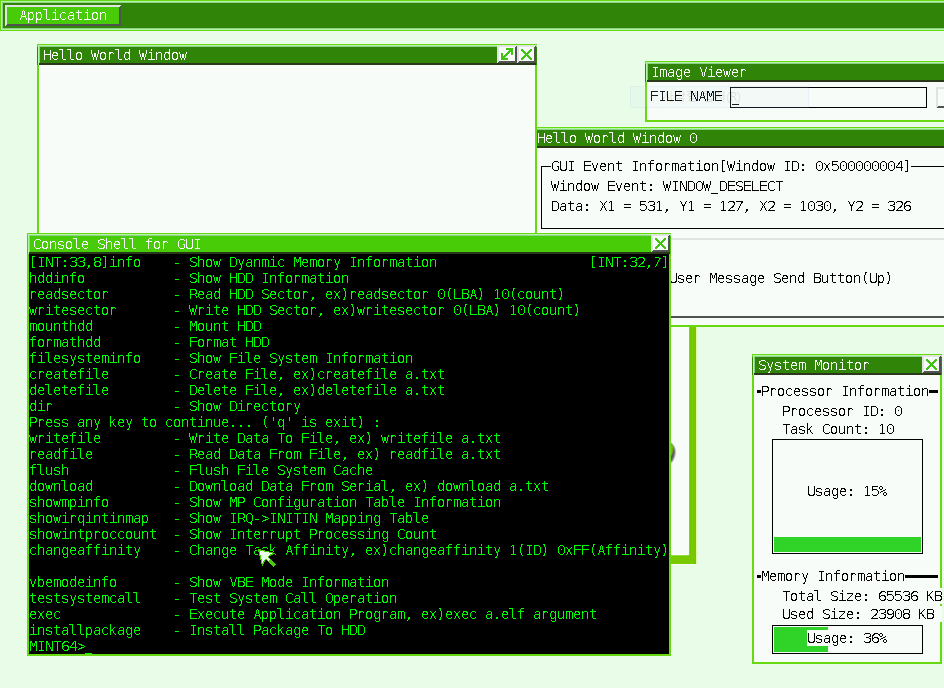 Application
Hello World Window
Image Viewer
FILE NAME _
Hello World Window 0
GUI Event Information[Window ID: 0x500000004]
Window Event: WINDOW_DESELECT
Data: X1 = 531, Y1 = 127, X2 = 1030, Y2 = 326
User Message Send Button(Up)
Console Shell for GUI
[INT:33,8]info - Show Dyanmic Memory Information [INT:32,7]
hddinfo - Show HDD Information
readsector - Read HDD Sector, ex)readsector 0(LBA) 10(count)
writesector - Write HDD Sector, ex)writesector 0(LBA) 10(count)
mounthdd - Mount HDD
formathdd - Format HDD
filesysteminfo - Show File System Information
createfile - Create File, ex)createfile a.txt
deletefile - Delete File, ex)deletefile a.txt
dir - Show Directory
Press any key to continue... ('q' is exit) :
writefile - Write Data To File, ex) writefile a.txt
readfile - Read Data From File, ex) readfile a.txt
flush - Flush File System Cache
download - Download Data From Serial, ex) download a.txt
showmpinfo - Show MP Configuration Table Information
showirqintinmap - Show IRQ->INITIN Mapping Table
showintproccount - Show Interrupt Processing Count
changeaffinity - Change Task Affinity, ex)changeaffinity 1(ID) 0xFF(Affinity)
vbemodeinfo - Show VBE Mode Information
testsystemcall - Test System Call Operation
exec - Execute Application Program, ex)exec a.elf argument
installpackage - Install Package To HDD
MINT64>_
System Monitor
Processor Information
Processor ID: 0
Task Count: 10
Usage: 15%
Memory Information
Total Size: 65536 KB
Used Size: 23908 KB
Usage: 36%